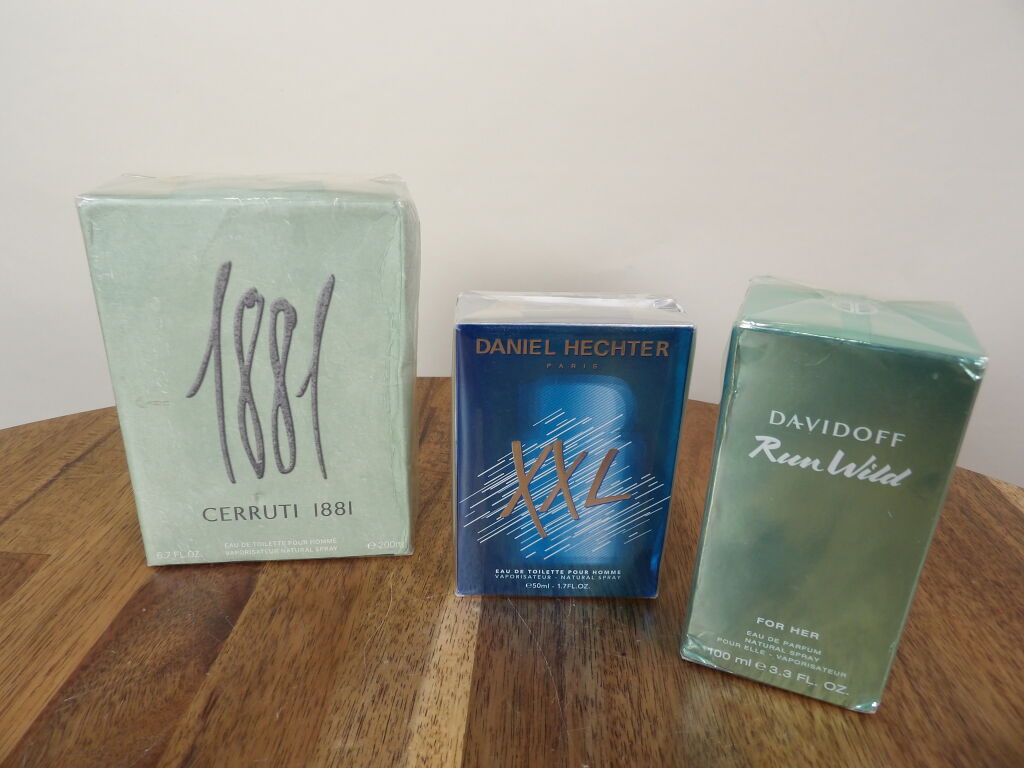 1881
CERRUTI 1881
EAU DE TOILETTE POUR HOMME
VAPORISATEUR NATURAL SPRAY
6.7 FL.OZ.
e 200ml
DANIEL HECHTER
PARIS
XXL
EAU DE TOILETTE POUR HOMME
VAPORISATEUR - NATURAL SPRAY
e50ml - 1.7FL.OZ.
DAVIDOFF
Run Wild
FOR HER
EAU DE PARFUM
NATURAL SPRAY
POUR ELLE - VAPORISATEUR
100 ml e 3.3 FL. OZ.